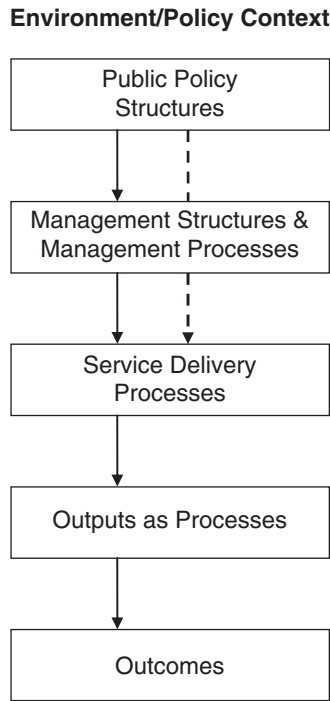 Environment/Policy Context
Public Policy
Structures
Management Structures &
Management Processes
Service Delivery
Processes
Outputs as Processes
Outcomes